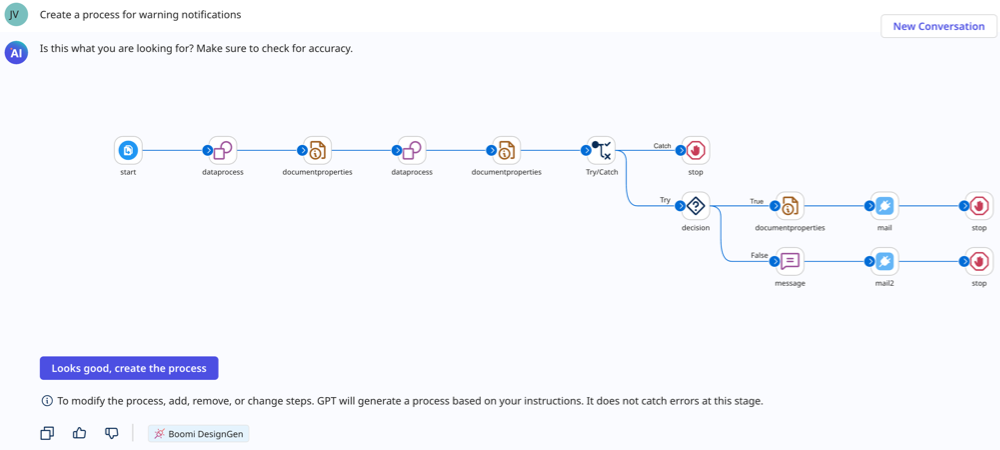 JV
Create a process for warning notifications
New Conversation
AI
Is this what you are looking for? Make sure to check for accuracy.
start
dataprocess
documentproperties
dataprocess
documentproperties
Try/Catch
Catch
stop
Try
decision
True
documentproperties
mail
stop
False
message
mail2
stop
Looks good, create the process
To modify the process, add, remove, or change steps. GPT will generate a process based on your instructions. It does not catch errors at this stage.
Boomi DesignGen